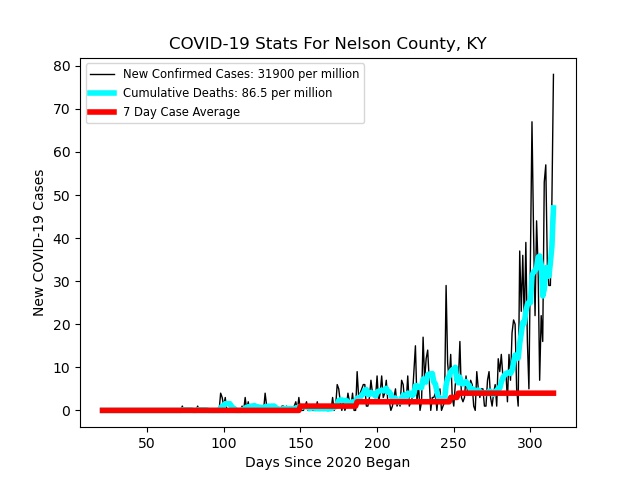 COVID-19 Stats For Nelson County, KY
New Confirmed Cases: 31900 per million
Cumulative Deaths: 86.5 per million
7 Day Case Average
80
70
60
50
40
30
20
10
0
New COVID-19 Cases
50 100 150 200 250 300
Days Since 2020 Began